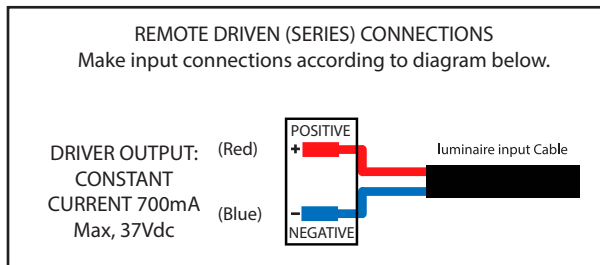 REMOTE DRIVEN (SERIES) CONNECTIONS
Make input connections according to diagram below.
POSITIVE
DRIVER OUTPUT:
CONSTANT
CURRENT 700mA
Max, 37Vdc
(Red)
+
luminaire input Cable
(Blue)
−
NEGATIVE